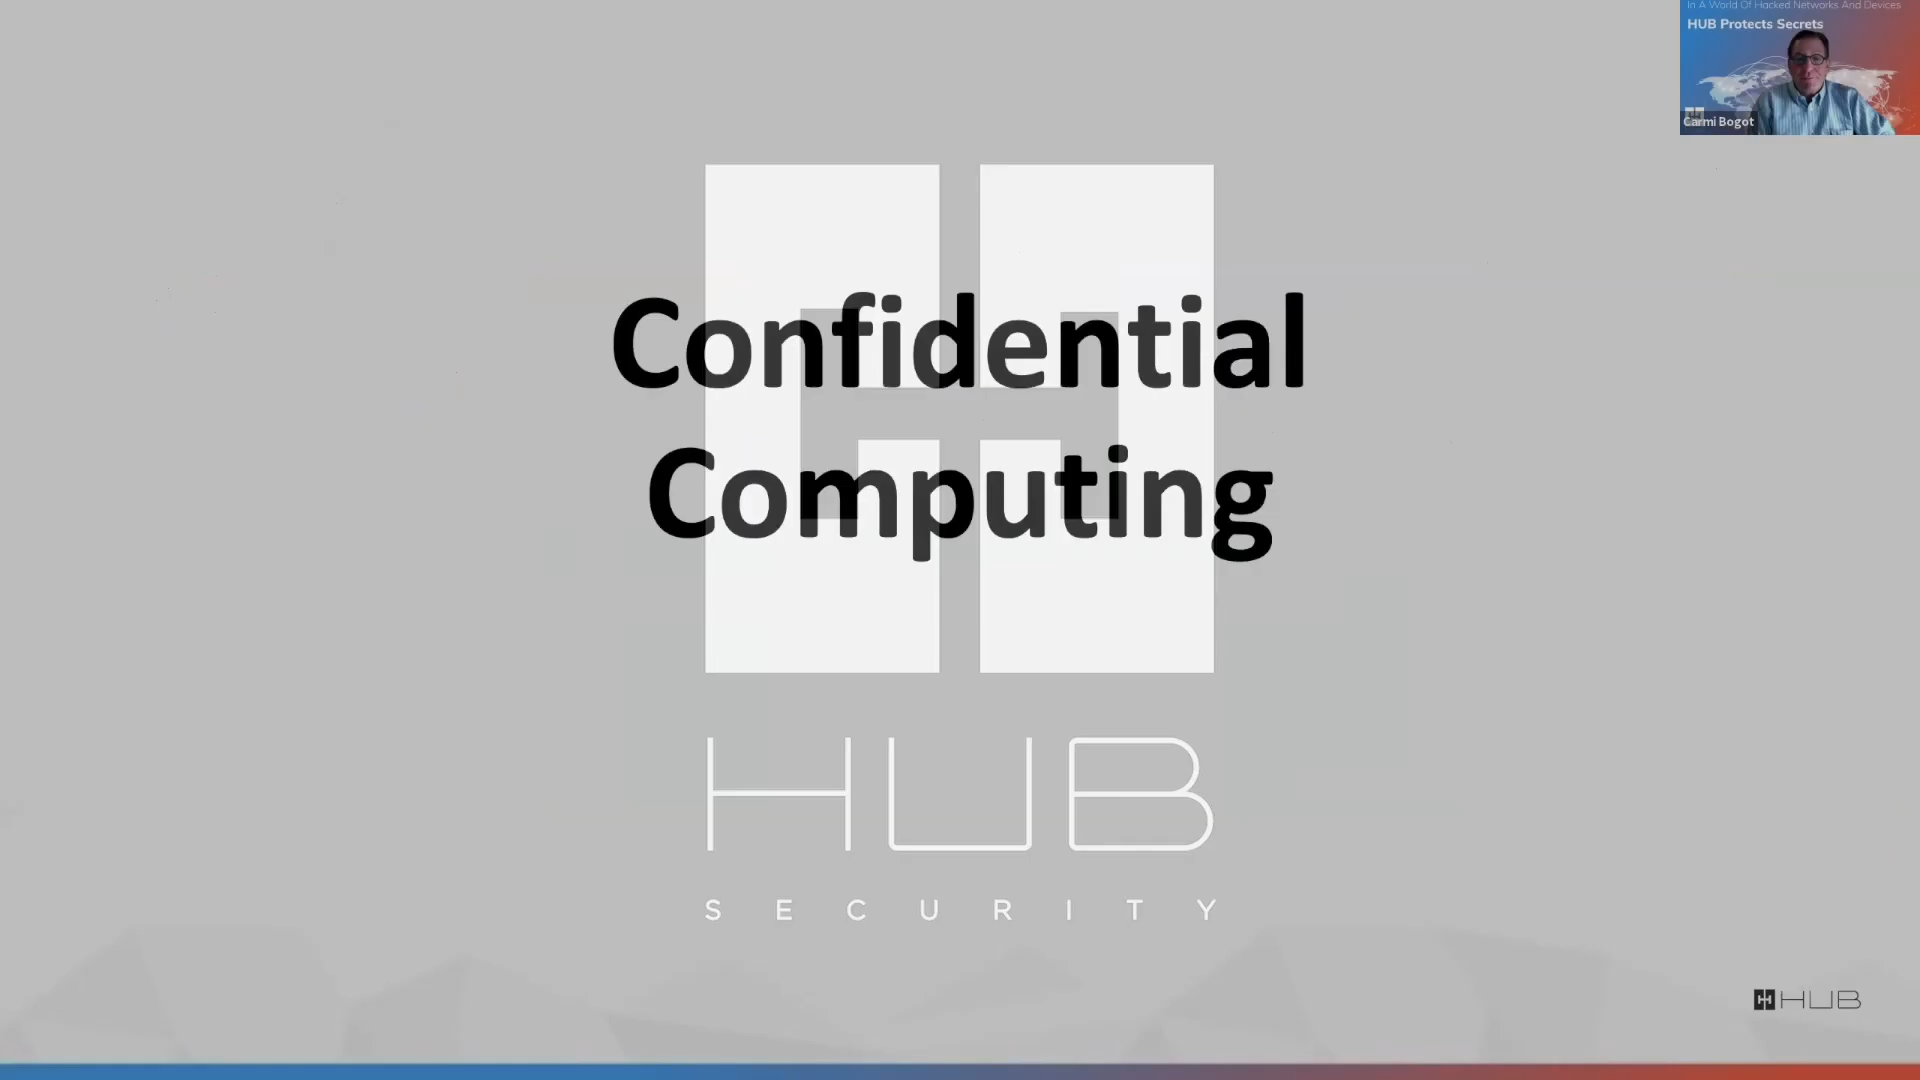 In A World Of Hacked Networks And Devices
HUB Protects Secrets
Carmi Bogot
Confidential
Computing
HUB
SECURITY
HUB